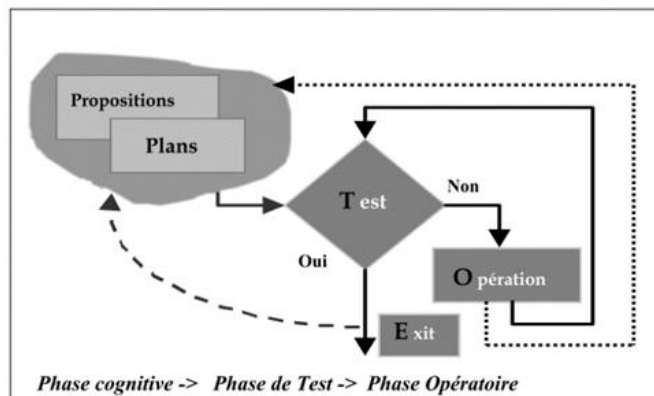 Propositions
Plans
Test
Non
Oui
Opération
Exit
Phase cognitive -> Phase de Test -> Phase Opératoire